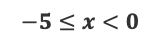 −5 ≤ x < 0